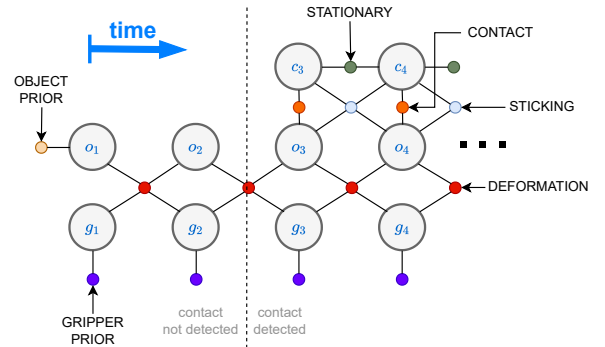 STATIONARY
time
CONTACT
c3
c4
OBJECT
PRIOR
STICKING
o1
o2
o3
o4
DEFORMATION
g1
g2
g3
g4
contact
not detected
contact
detected
GRIPPER
PRIOR